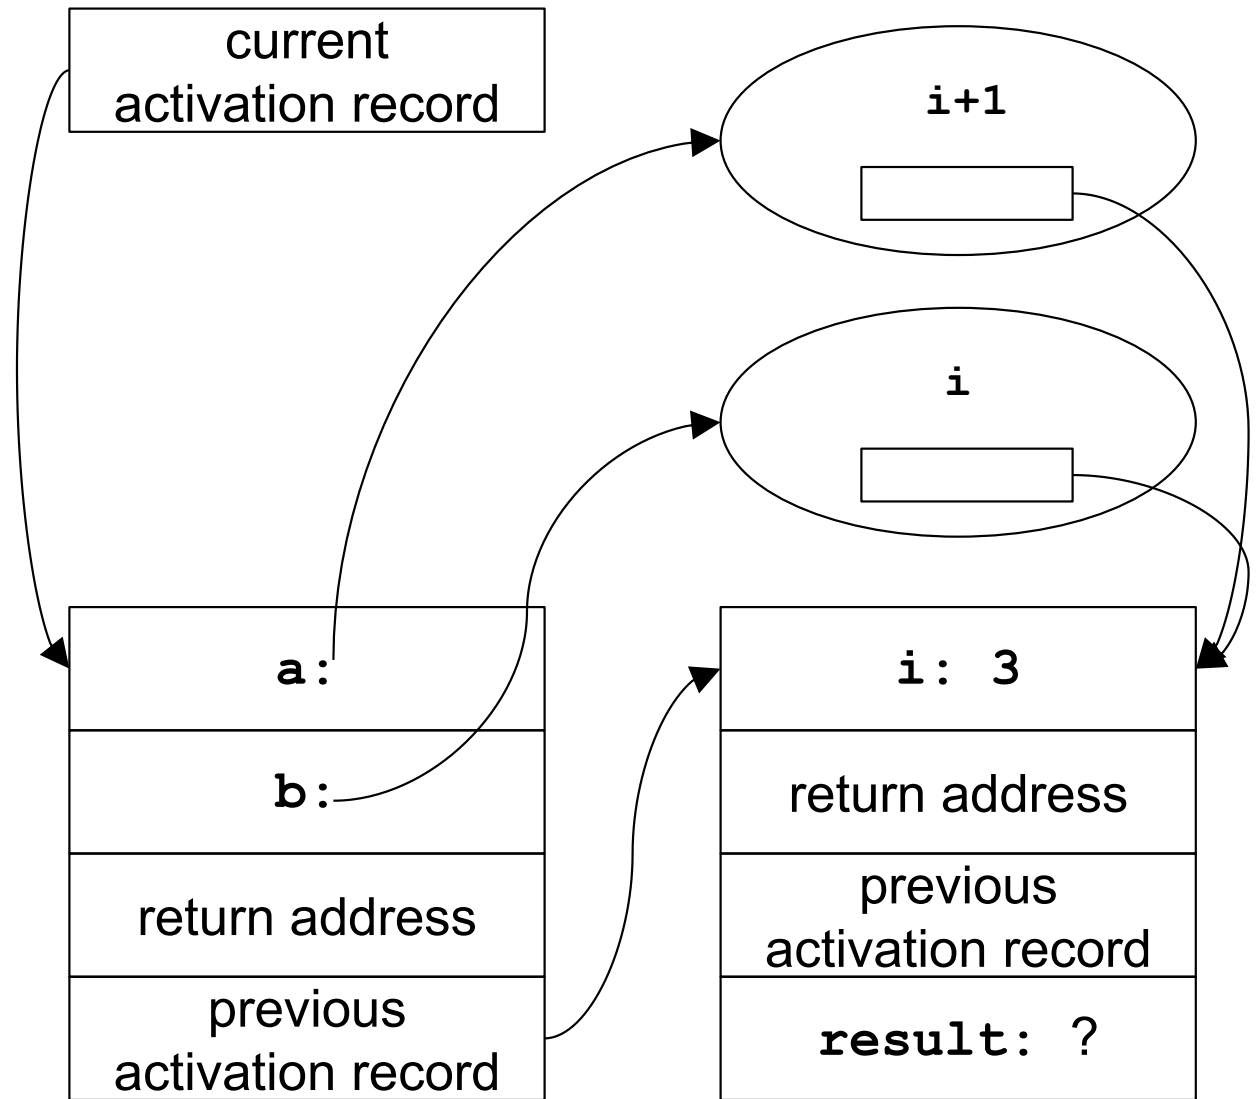 current
activation record
i+1
i
a:
b:
return address
previous
activation record
i: 3
return address
previous
activation record
result: ?